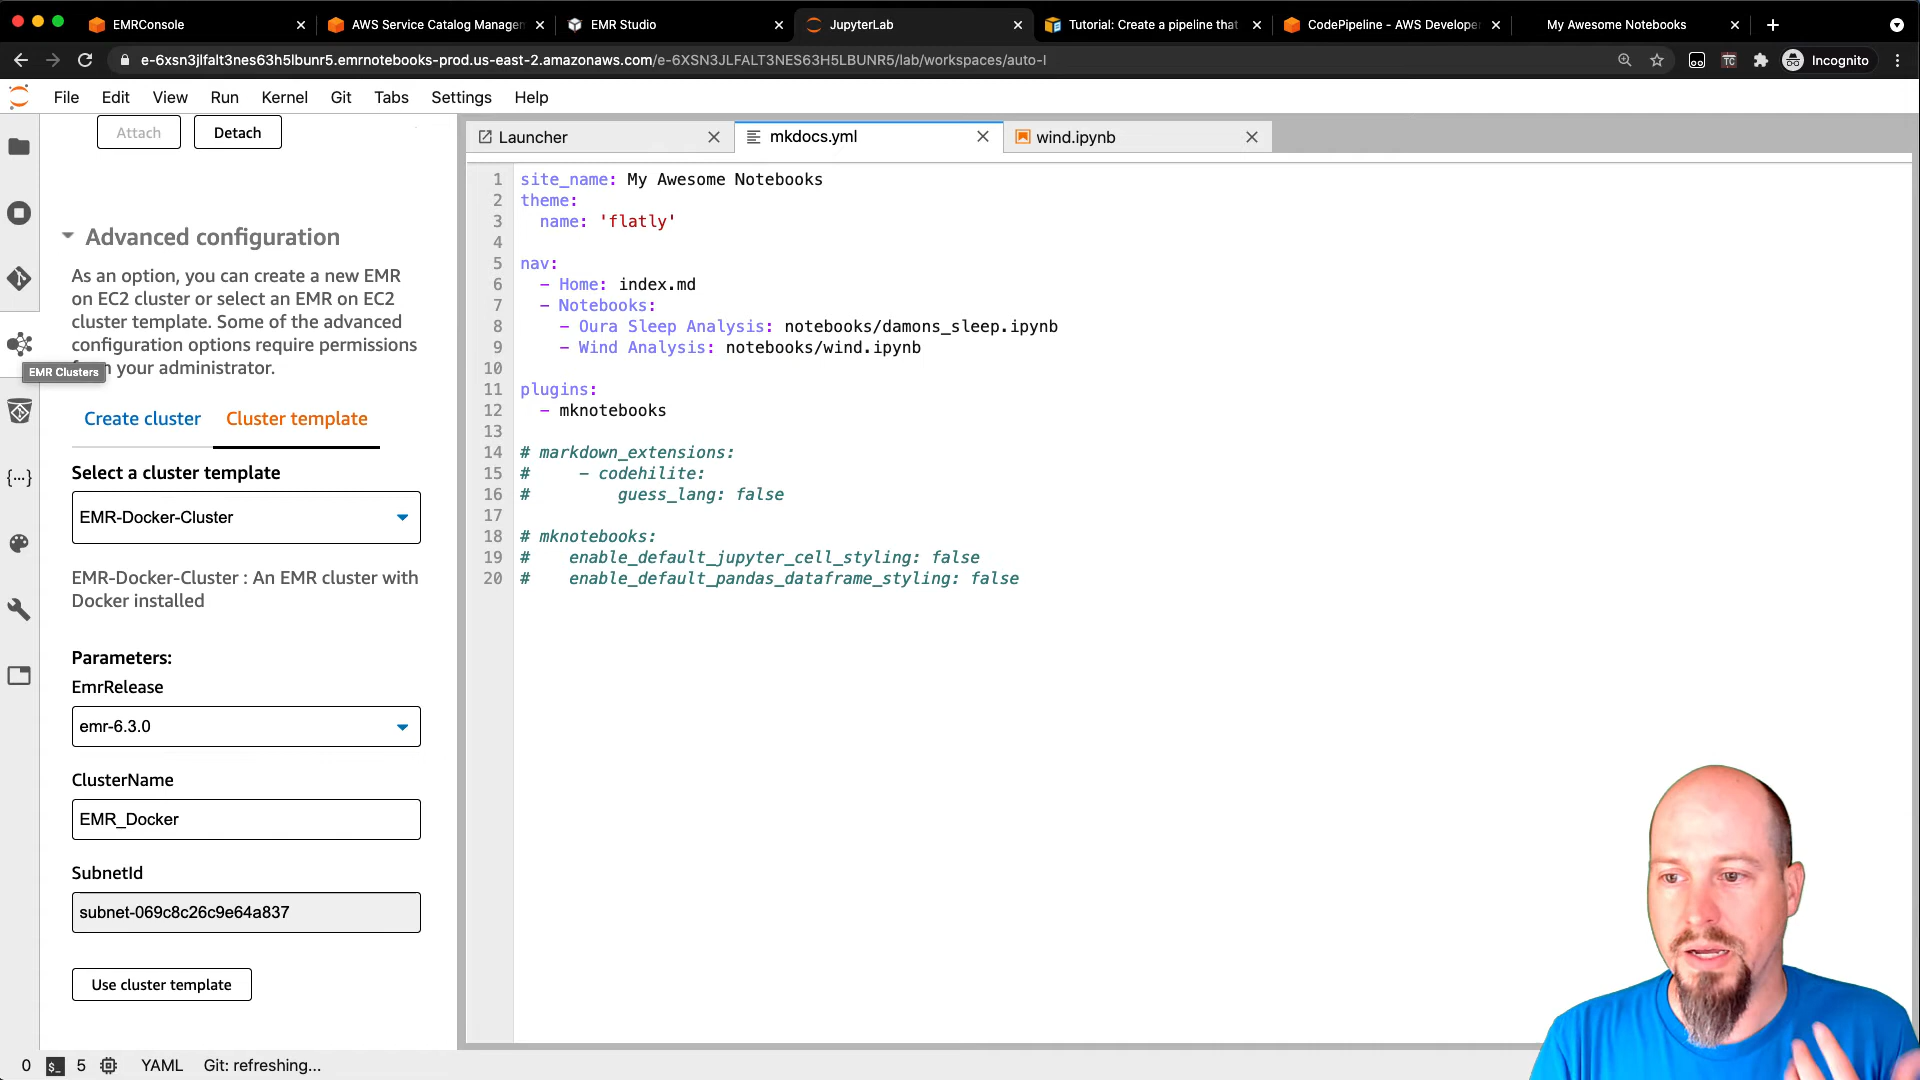 EMRConsole
AWS Service Catalog Managem
EMR Studio
JupyterLab
Tutorial: Create a pipeline that
CodePipeline - AWS Develope
My Awesome Notebooks
e-6xsn3jlfalt3nes63h5lbunr5.emrnotebooks-prod.us-east-2.amazonaws.com/e-6XSN3JLFALT3NES63H5LBUNR5/lab/workspaces/auto-l
TC
Incognito
File Edit View Run Kernel Git Tabs Settings Help
Attach
Detach
Advanced configuration
As an option, you can create a new EMR
on EC2 cluster or select an EMR on EC2
cluster template. Some of the advanced
configuration options require permissions
your administrator.
EMR Clusters
Create cluster
Cluster template
Select a cluster template
EMR-Docker-Cluster
EMR-Docker-Cluster : An EMR cluster with
Docker installed
Parameters:
EmrRelease
emr-6.3.0
ClusterName
EMR_Docker
SubnetId
subnet-069c8c26c9e64a837
Use cluster template
Launcher
mkdocs.yml
wind.ipynb
1 site_name: My Awesome Notebooks
2 theme:
3 name: 'flatly'
4
5 nav:
6 - Home: index.md
7 - Notebooks:
8 - Oura Sleep Analysis: notebooks/damons_sleep.ipynb
9 - Wind Analysis: notebooks/wind.ipynb
10
11 plugins:
12 - mknotebooks
13
14 # markdown_extensions:
15 # - codehilite:
16 # guess_lang: false
17
18 # mknotebooks:
19 # enable_default_jupyter_cell_styling: false
20 # enable_default_pandas_dataframe_styling: false
0 $_ 5 YAML Git: refreshing...